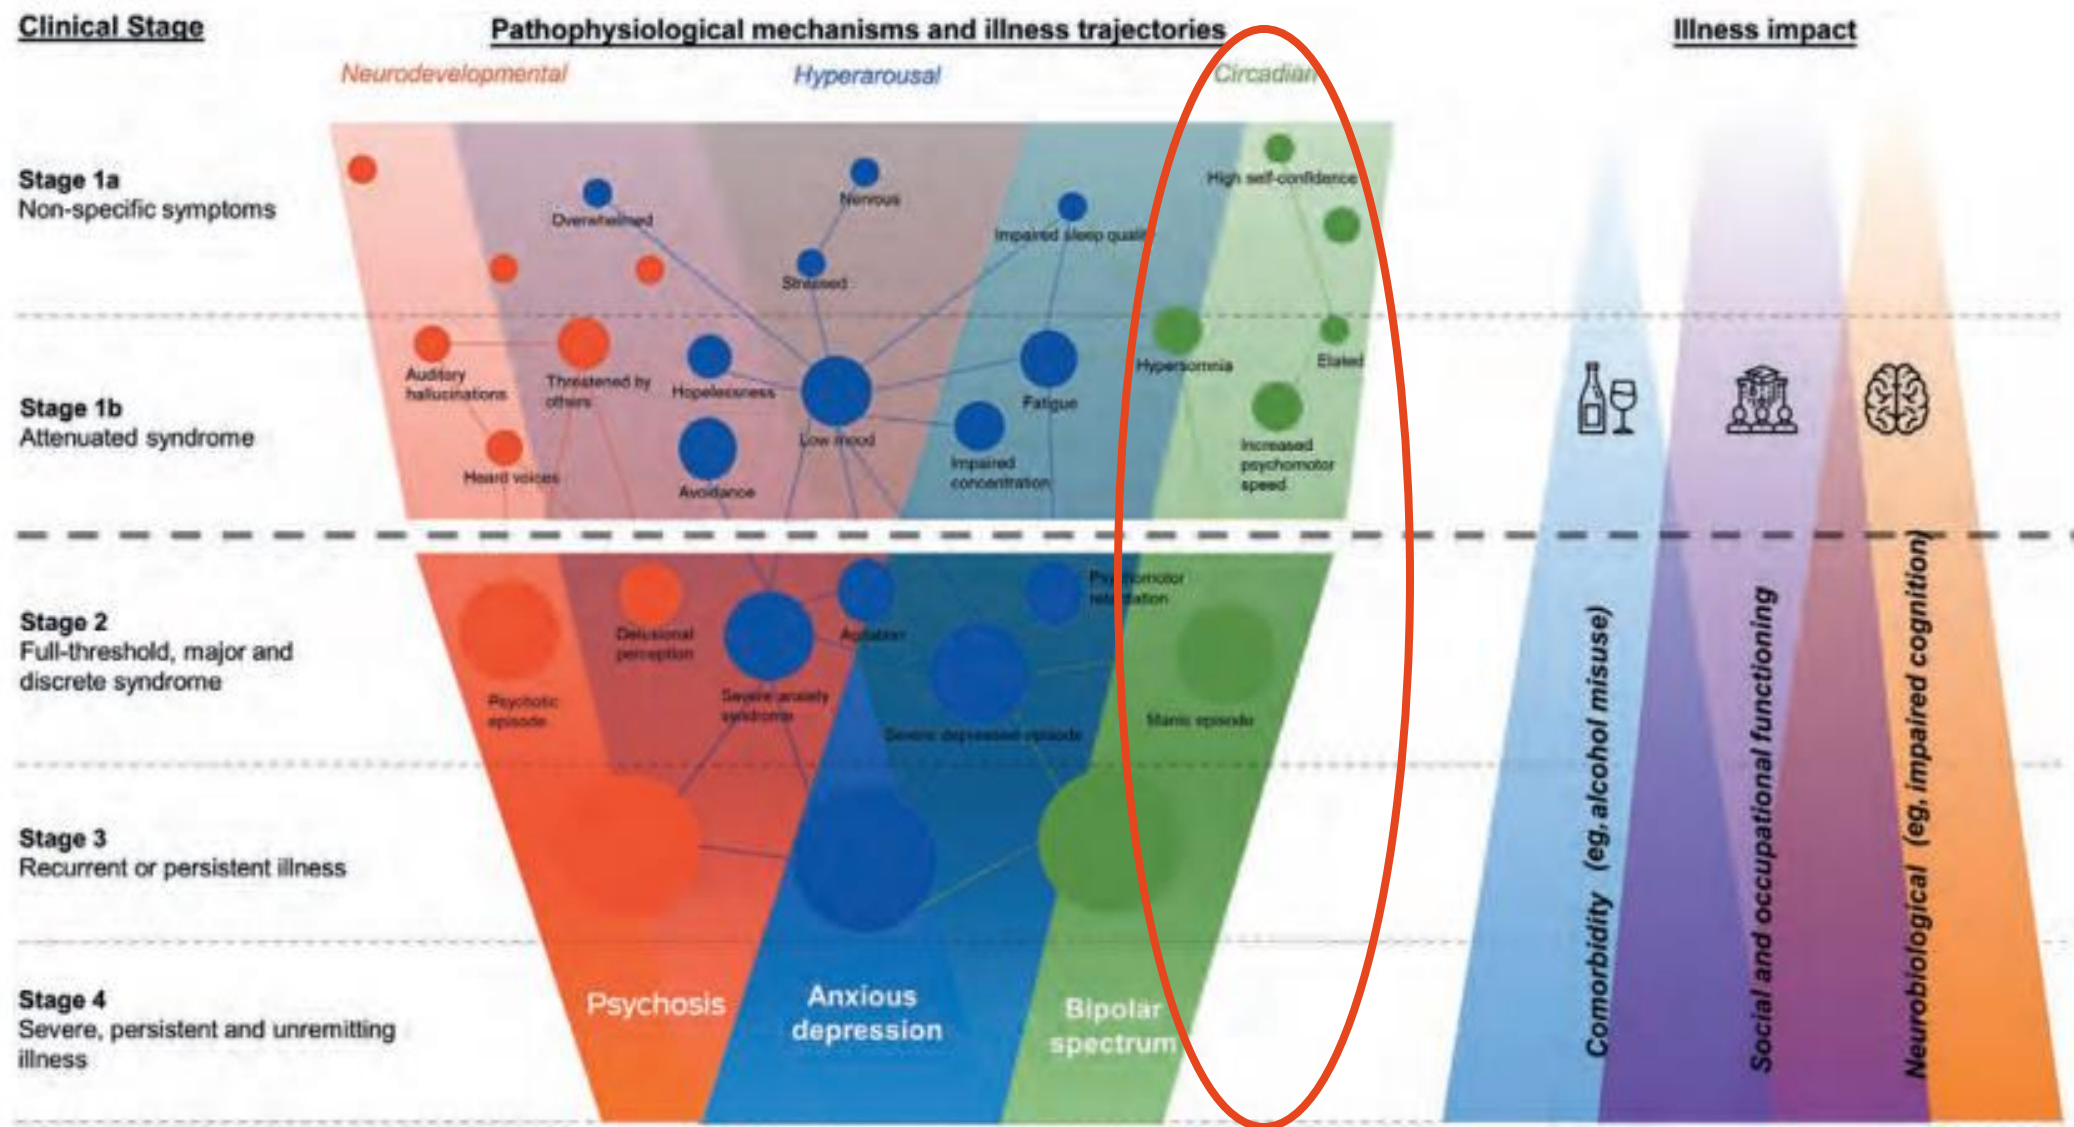 Clinical Stage
Pathophysiological mechanisms and illness trajectories
Illness impact
Neurodevelopmental
Hyperarousal
Circadian
Stage 1a
Non-specific symptoms
Overwhelmed
Nervous
Stressed
Impaired sleep quality
High self-confidence
Stage 1b
Attenuated syndrome
Auditory
hallucinations
Threatened by
others
Heard voices
Hopelessness
Avoidance
Low mood
Fatigue
Impaired
concentration
Hypersomnia
Elated
Increased
psychomotor
speed
Stage 2
Full-threshold, major and
discrete syndrome
Psychotic
episode
Delusional
perception
Severe anxiety
syndrome
Agitation
Psychomotor
retardation
Severe depressed episode
Manic episode
Stage 3
Recurrent or persistent illness
Stage 4
Severe, persistent and unremitting
illness
Psychosis
Anxious
depression
Bipolar
spectrum
Comorbidity (eg, alcohol misuse)
Social and occupational functioning
Neurobiological (eg, impaired cognition)